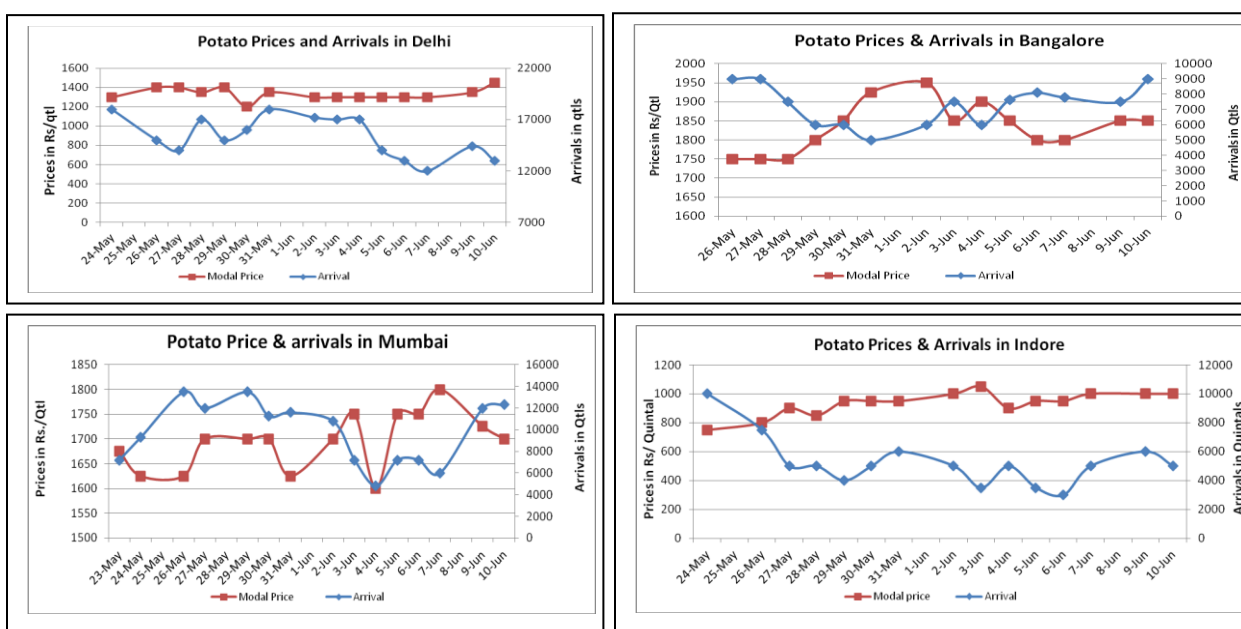 Potato Prices and Arrivals in Delhi
Prices in Rs/qtl
1600
1400
1200
1000
800
600
400
200
0
22000
17000
12000
7000
Arrivals in qtls
24-May
25-May
26-May
27-May
28-May
29-May
30-May
31-May
1-Jun
2-Jun
3-Jun
4-Jun
5-Jun
6-Jun
7-Jun
8-Jun
9-Jun
10-Jun
Modal Price
Arrival
Potato Prices & Arrivals in Bangalore
Prices in Rs/Qtl
2000
1950
1900
1850
1800
1750
1700
1650
1600
10000
9000
8000
7000
6000
5000
4000
3000
2000
1000
0
Arrivals in Qtls
26-May
27-May
28-May
29-May
30-May
31-May
1-Jun
2-Jun
3-Jun
4-Jun
5-Jun
6-Jun
7-Jun
8-Jun
9-Jun
10-Jun
Modal Price
Arrival
Potato Price & arrivals in Mumbai
Prices in Rs./Qtl
1850
1800
1750
1700
1650
1600
1550
1500
16000
14000
12000
10000
8000
6000
4000
2000
0
Arrivals in Qtls
23-May
24-May
25-May
26-May
27-May
28-May
29-May
30-May
31-May
1-Jun
2-Jun
3-Jun
4-Jun
5-Jun
6-Jun
7-Jun
8-Jun
9-Jun
10-Jun
Modal Price
Arrival
Potato Prices & Arrivals in Indore
Prices in Rs/ Quintal
1200
1000
800
600
400
200
0
12000
10000
8000
6000
4000
2000
0
Arrivals in Quintals
24-May
25-May
26-May
27-May
28-May
29-May
30-May
31-May
1-Jun
2-Jun
3-Jun
4-Jun
5-Jun
6-Jun
7-Jun
8-Jun
9-Jun
10-Jun
Modal price
Arrival